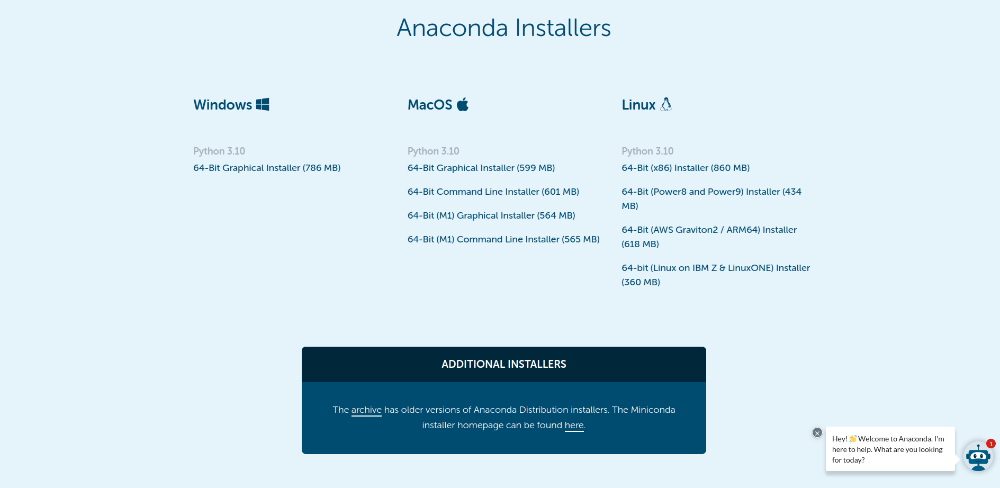 Anaconda Installers
Windows
Python 3.10
64-Bit Graphical Installer (786 MB)
MacOS
Python 3.10
64-Bit Graphical Installer (599 MB)
64-Bit Command Line Installer (601 MB)
64-Bit (M1) Graphical Installer (564 MB)
64-Bit (M1) Command Line Installer (565 MB)
Linux
Python 3.10
64-Bit (x86) Installer (860 MB)
64-Bit (Power8 and Power9) Installer (434
MB)
64-Bit (AWS Graviton2 / ARM64) Installer
(618 MB)
64-bit (Linux on IBM Z & LinuxONE) Installer
(360 MB)
ADDITIONAL INSTALLERS
The archive has older versions of Anaconda Distribution installers. The Miniconda
installer homepage can be found here.
Hey! 👋 Welcome to Anaconda. I'm
here to help. What are you looking
for today?
1